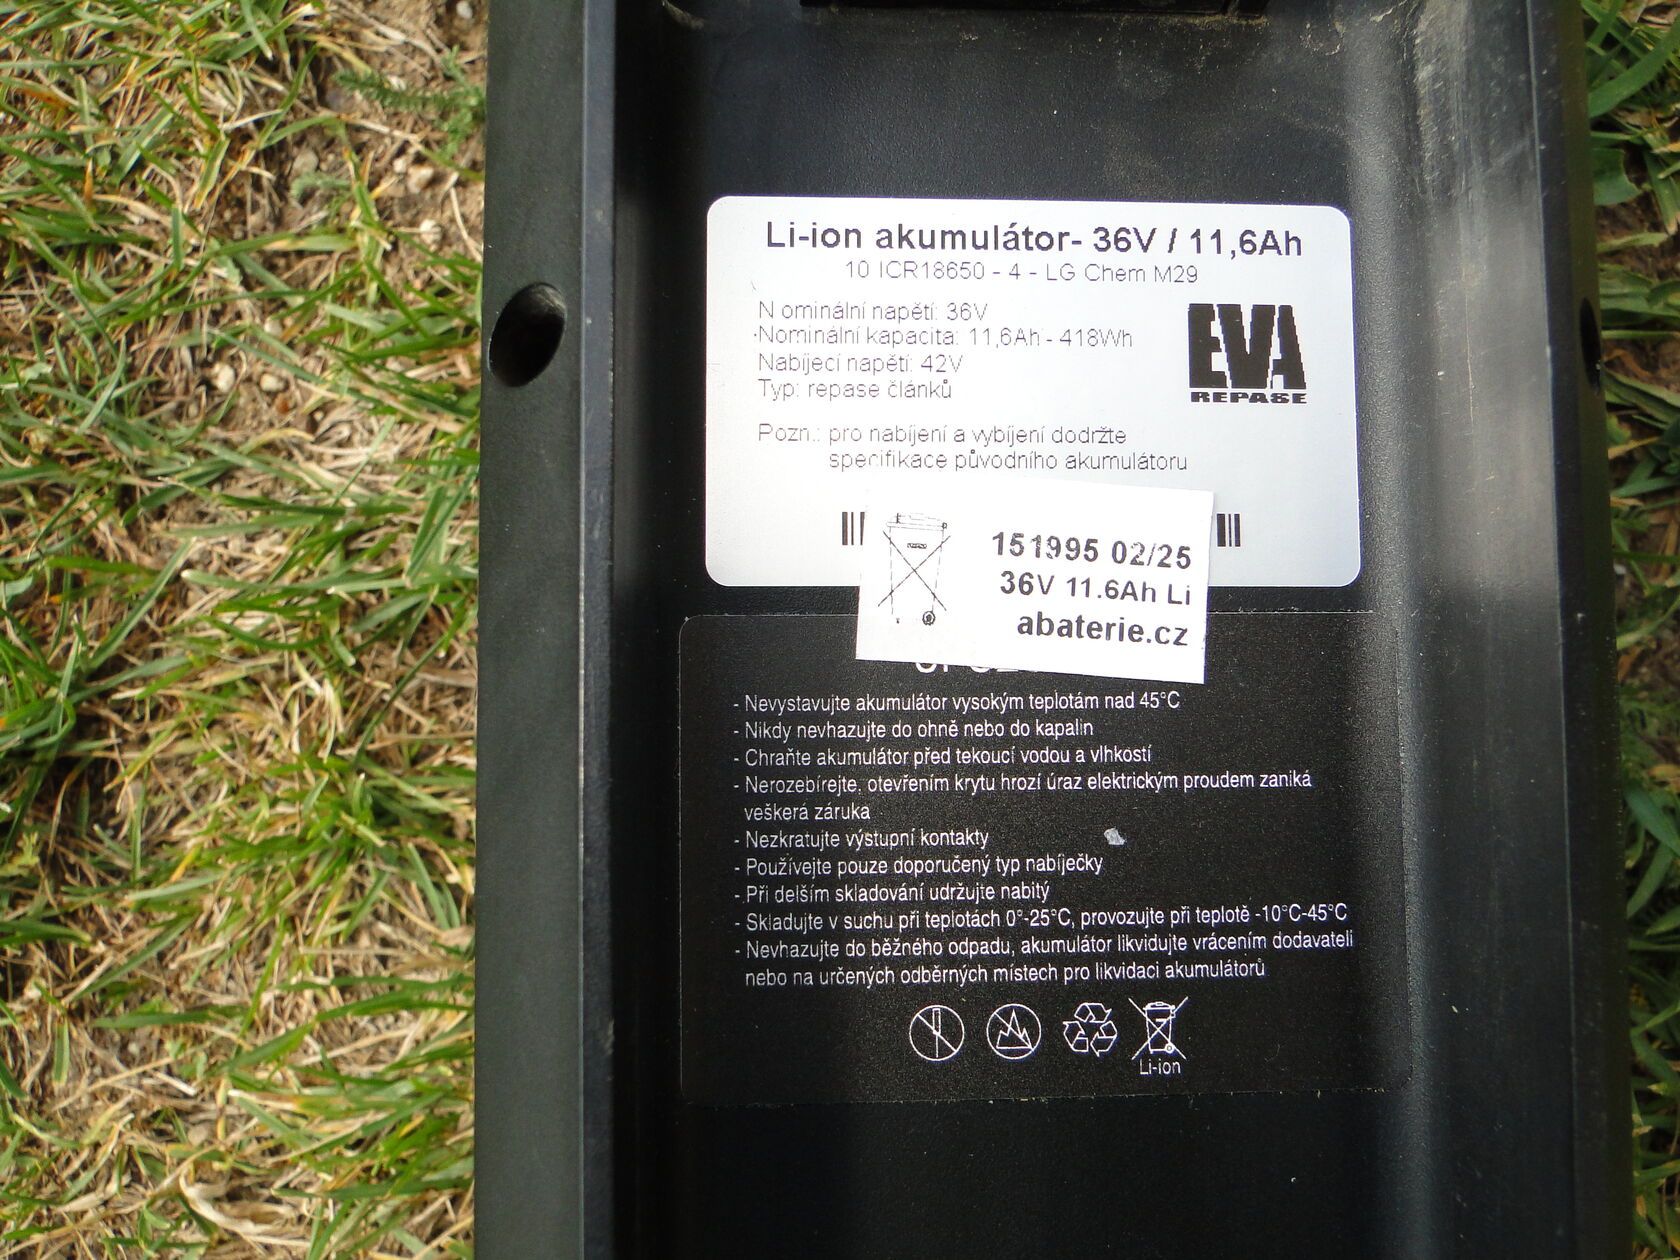 Li-ion akumulátor- 36V / 11,6Ah
10 ICR18650 - 4 - LG Chem M29
Nominální napětí: 36V
Nominální kapacita: 11,6Ah - 418Wh
Nabíjecí napětí: 42V
Typ: repase článků
EVA
REPASE
Pozn.: pro nabíjení a vybíjení dodržte
specifikace původního akumulátoru
151995 02/25
36V 11.6Ah Li
abaterie.cz
- Nevystavujte akumulátor vysokým teplotám nad 45°C
- Nikdy nevhazujte do ohně nebo do kapalin
- Chraňte akumulátor před tekoucí vodou a vlhkostí
- Nerozebírejte, otevřením krytu hrozí úraz elektrickým proudem zaniká
veškerá záruka
- Nezkratujte výstupní kontakty
- Používejte pouze doporučený typ nabíječky
- Při delším skladování udržujte nabitý
- Skladujte v suchu při teplotách 0°-25°C, provozujte při teplotě -10°C-45°C
- Nevhazujte do běžného odpadu, akumulátor likvidujte vrácením dodavateli
nebo na určených odběrných místech pro likvidaci akumulátorů
Li-ion